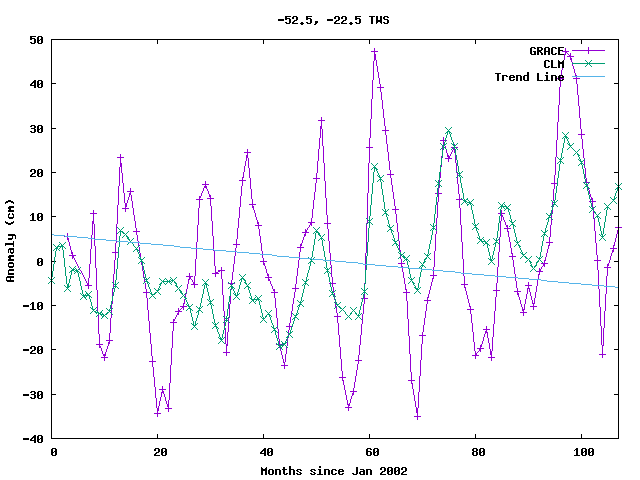 -52.5, -22.5 TWS
GRACE
CLM
Trend Line
50
40
30
20
10
0
-10
-20
-30
-40
Anomaly (cm)
0 20 40 60 80 100
Months since Jan 2002